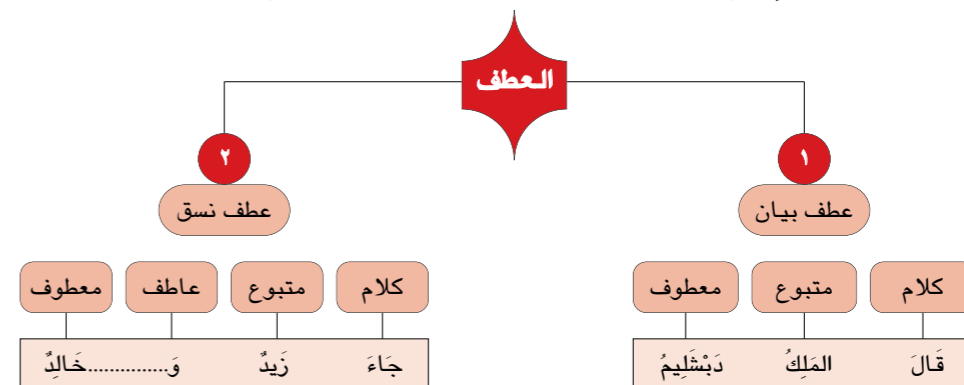 العطف
١
٢
عطف بيان
عطف نسق
كلام متبوع معطوف
كلام متبوع عاطف معطوف
قَالَ المَلِكُ دَبْشَلِيمُ
جَاءَ زَيدٌ وَ...............خَالِدٌ